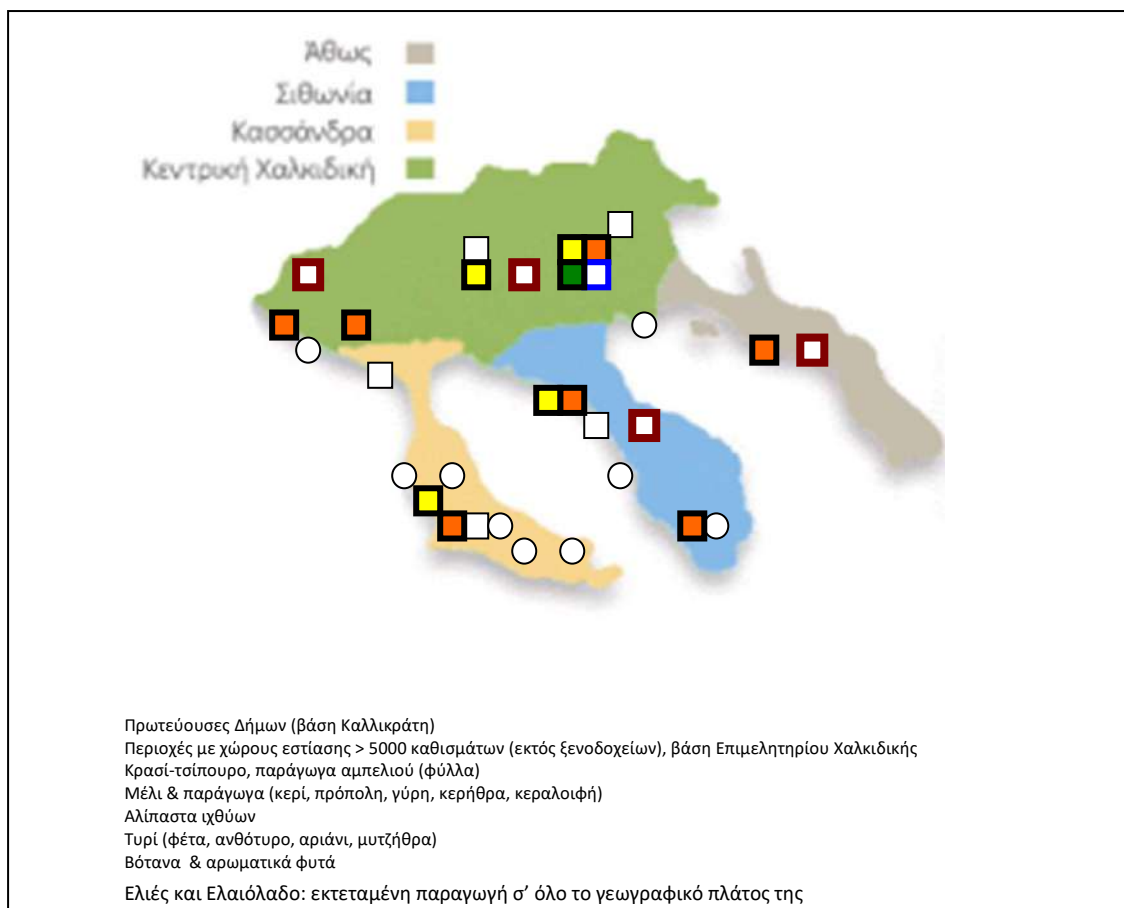 Άθως
Σιθωνία
Κασσάνδρα
Κεντρική Χαλκιδική
Πρωτεύουσες Δήμων (βάση Καλλικράτη)
Περιοχές με χώρους εστίασης > 5000 καθισμάτων (εκτός ξενοδοχείων), βάση Επιμελητηρίου Χαλκιδικής
Κρασί-τσίπουρο, παράγωγα αμπελιού (φύλλα)
Μέλι & παράγωγα (κερί, πρόπολη, γύρη, κερήθρα, κεραλοιφή)
Αλίπαστα ιχθύων
Τυρί (φέτα, ανθότυρο, αριάνι, μυτζήθρα)
Βότανα & αρωματικά φυτά
Ελιές και Ελαιόλαδο: εκτεταμένη παραγωγή σ’ όλο το γεωγραφικό πλάτος της